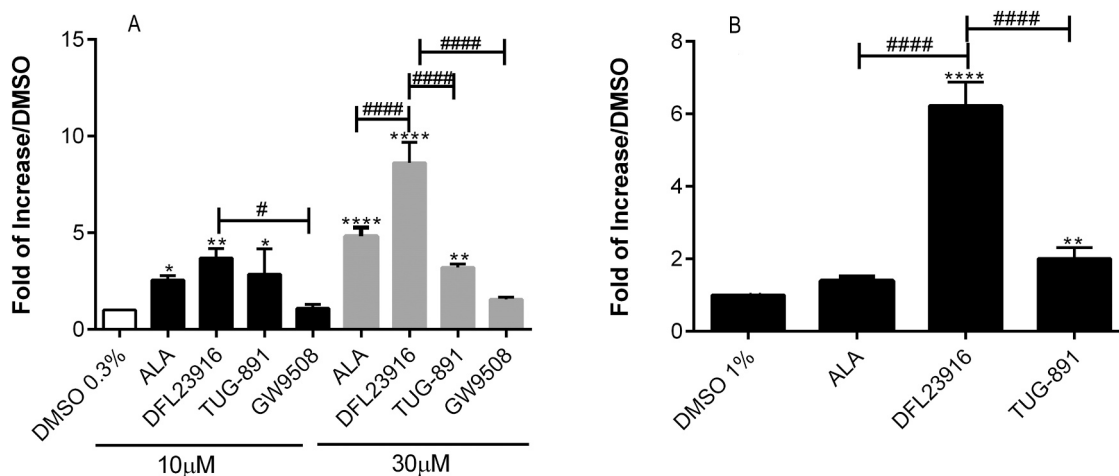 A
Fold of Increase/DMSO
15
10
5
0
####
####
####
****
#
****
*
**
*
**
DMSO 0.3%
ALA
DFL23916
TUG-891
GW9508
ALA
DFL23916
TUG-891
GW9508
10μM
30μM
B
Fold of Increase/DMSO
8
6
4
2
0
####
####
****
**
DMSO 1%
ALA
DFL23916
TUG-891